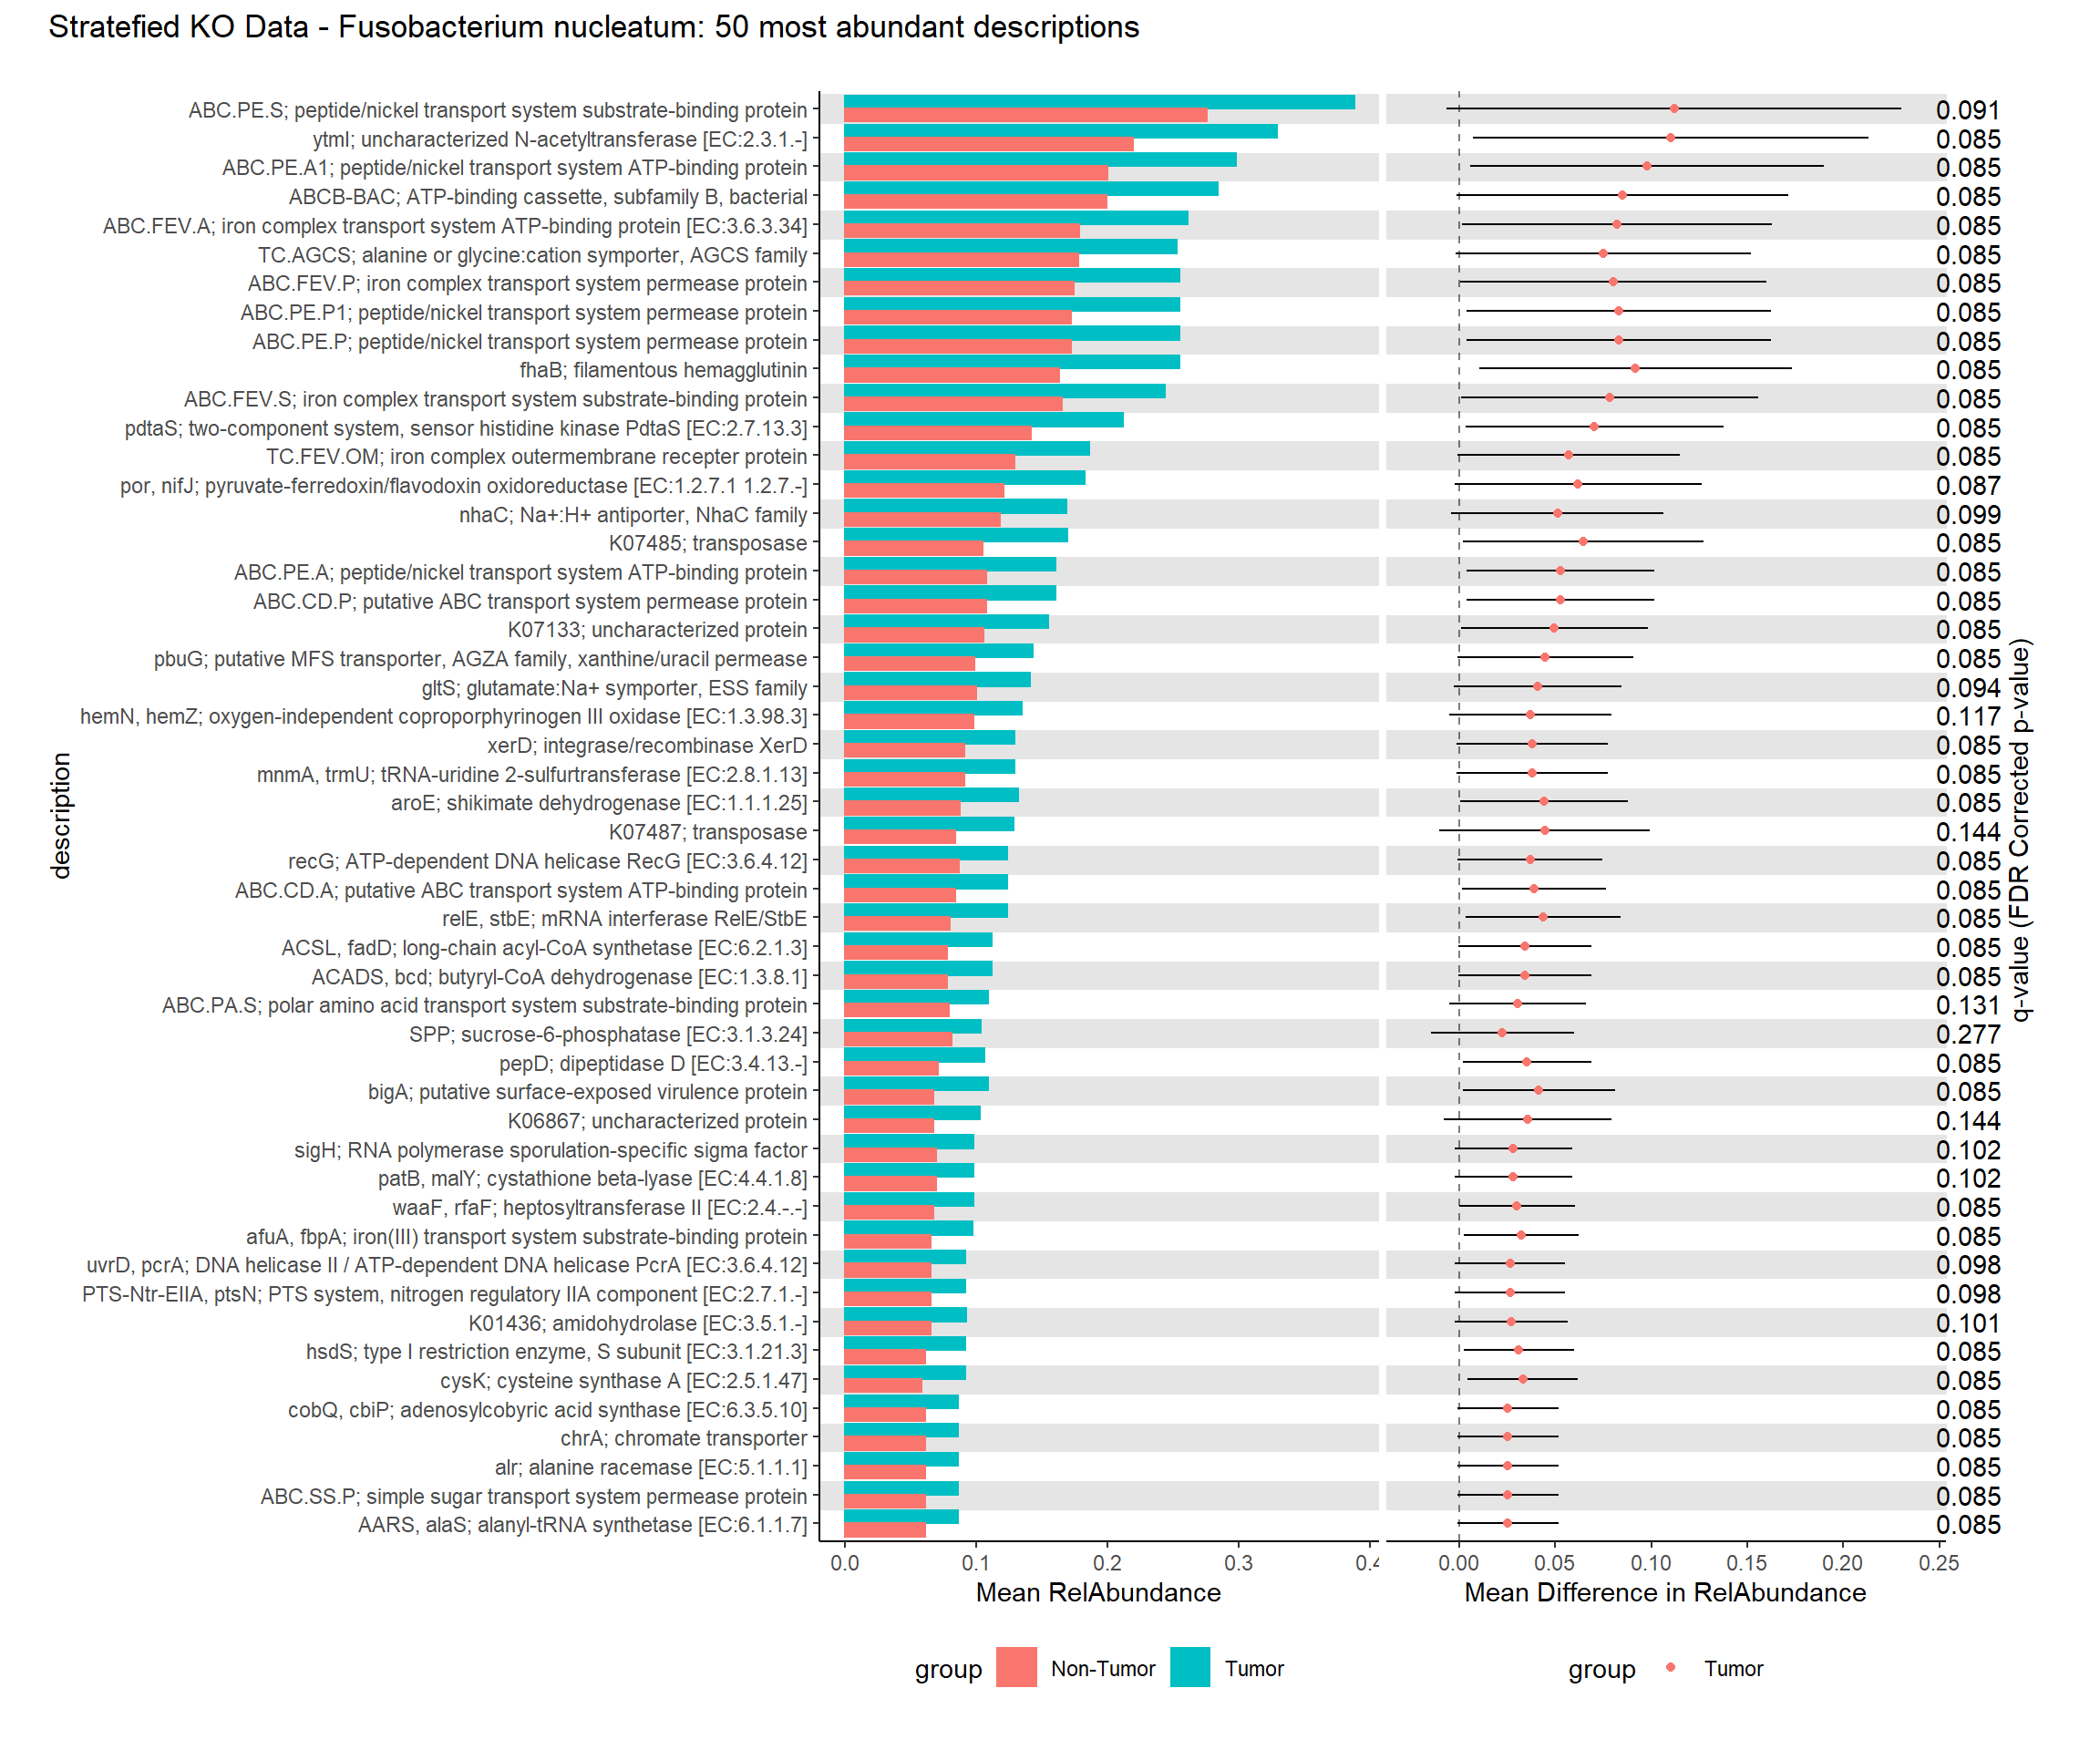 Stratefied KO Data - Fusobacterium nucleatum: 50 most abundant descriptions
ABC.PE.S; peptide/nickel transport system substrate-binding protein 0.091
ytmI; uncharacterized N-acetyltransferase [EC:2.3.1.-] 0.085
ABC.PE.A1; peptide/nickel transport system ATP-binding protein 0.085
ABCB-BAC; ATP-binding cassette, subfamily B, bacterial 0.085
ABC.FEV.A; iron complex transport system ATP-binding protein [EC:3.6.3.34] 0.085
TC.AGCS; alanine or glycine:cation symporter, AGCS family 0.085
ABC.FEV.P; iron complex transport system permease protein 0.085
ABC.PE.P1; peptide/nickel transport system permease protein 0.085
ABC.PE.P; peptide/nickel transport system permease protein 0.085
fhaB; filamentous hemagglutinin 0.085
ABC.FEV.S; iron complex transport system substrate-binding protein 0.085
pdtaS; two-component system, sensor histidine kinase PdtaS [EC:2.7.13.3] 0.085
TC.FEV.OM; iron complex outermembrane recepter protein 0.085
por, nifJ; pyruvate-ferredoxin/flavodoxin oxidoreductase [EC:1.2.7.1 1.2.7.-] 0.087
nhaC; Na+:H+ antiporter, NhaC family 0.099
K07485; transposase 0.085
ABC.PE.A; peptide/nickel transport system ATP-binding protein 0.085
ABC.CD.P; putative ABC transport system permease protein 0.085
K07133; uncharacterized protein 0.085
pbuG; putative MFS transporter, AGZA family, xanthine/uracil permease 0.085
gltS; glutamate:Na+ symporter, ESS family 0.094
hemN, hemZ; oxygen-independent coproporphyrinogen III oxidase [EC:1.3.98.3] 0.117
xerD; integrase/recombinase XerD 0.085
mnmA, trmU; tRNA-uridine 2-sulfurtransferase [EC:2.8.1.13] 0.085
aroE; shikimate dehydrogenase [EC:1.1.1.25] 0.085
K07487; transposase 0.144
recG; ATP-dependent DNA helicase RecG [EC:3.6.4.12] 0.085
ABC.CD.A; putative ABC transport system ATP-binding protein 0.085
relE, stbE; mRNA interferase RelE/StbE 0.085
ACSL, fadD; long-chain acyl-CoA synthetase [EC:6.2.1.3] 0.085
ACADS, bcd; butyryl-CoA dehydrogenase [EC:1.3.8.1] 0.085
ABC.PA.S; polar amino acid transport system substrate-binding protein 0.131
SPP; sucrose-6-phosphatase [EC:3.1.3.24] 0.277
pepD; dipeptidase D [EC:3.4.13.-] 0.085
bigA; putative surface-exposed virulence protein 0.085
K06867; uncharacterized protein 0.144
sigH; RNA polymerase sporulation-specific sigma factor 0.102
patB, malY; cystathione beta-lyase [EC:4.4.1.8] 0.102
waaF, rfaF; heptosyltransferase II [EC:2.4.-.-] 0.085
afuA, fbpA; iron(III) transport system substrate-binding protein 0.085
uvrD, pcrA; DNA helicase II / ATP-dependent DNA helicase PcrA [EC:3.6.4.12] 0.098
PTS-Ntr-EIIA, ptsN; PTS system, nitrogen regulatory IIA component [EC:2.7.1.-] 0.098
K01436; amidohydrolase [EC:3.5.1.-] 0.101
hsdS; type I restriction enzyme, S subunit [EC:3.1.21.3] 0.085
cysK; cysteine synthase A [EC:2.5.1.47] 0.085
cobQ, cbiP; adenosylcobyric acid synthase [EC:6.3.5.10] 0.085
chrA; chromate transporter 0.085
alr; alanine racemase [EC:5.1.1.1] 0.085
ABC.SS.P; simple sugar transport system permease protein 0.085
AARS, alaS; alanyl-tRNA synthetase [EC:6.1.1.7] 0.085
description
q-value (FDR Corrected p-value)
0.0 0.1 0.2 0.3 0.4 0.00 0.05 0.10 0.15 0.20 0.25
Mean RelAbundance Mean Difference in RelAbundance
group Non-Tumor Tumor group Tumor